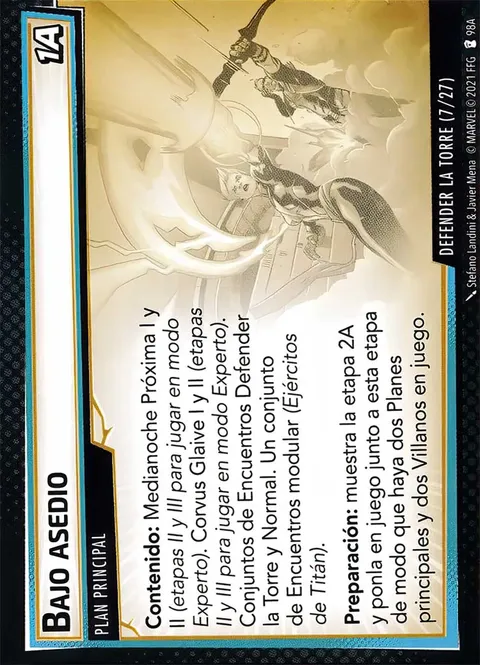 BAJO ASEDIO
1A
PLAN PRINCIPAL
Contenido: Medianoche Próxima I y
II (etapas II y III para jugar en modo
Experto). Corvus Glaive I y II (etapas
II y III para jugar en modo Experto).
Conjuntos de Encuentros Defender
la Torre y Normal. Un conjunto
de Encuentros modular (Ejércitos
de Titán).
Preparación: muestra la etapa 2A
y ponla en juego junto a esta etapa
de modo que haya dos Planes
principales y dos Villanos en juego.
DEFENDER LA TORRE (7/27)
Stefano Landini & Javier Mena © MARVEL © 2021 FFG 98A